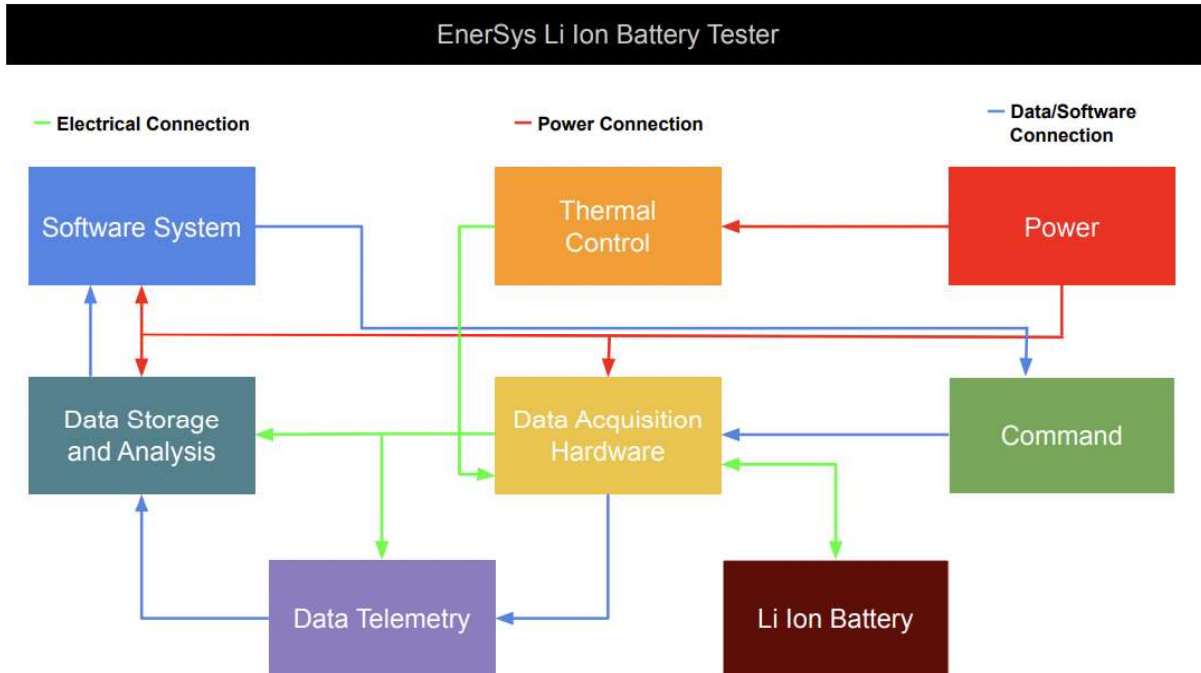 EnerSys Li Ion Battery Tester
Electrical Connection
Power Connection
Data/Software
Connection
Software System
Thermal
Control
Power
Data Storage
and Analysis
Data Acquisition
Hardware
Command
Data Telemetry
Li Ion Battery